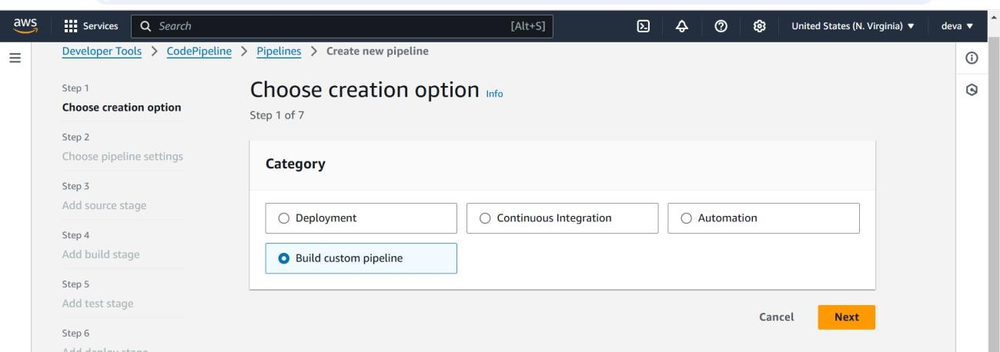 aws Services Search [Alt+S] United States (N. Virginia) ▼ deva ▼
Developer Tools > CodePipeline > Pipelines > Create new pipeline
Step 1
Choose creation option
Step 2
Choose pipeline settings
Step 3
Add source stage
Step 4
Add build stage
Step 5
Add test stage
Step 6
Add deploy stage
Choose creation option Info
Step 1 of 7
Category
Deployment
Continuous Integration
Automation
Build custom pipeline
Cancel
Next